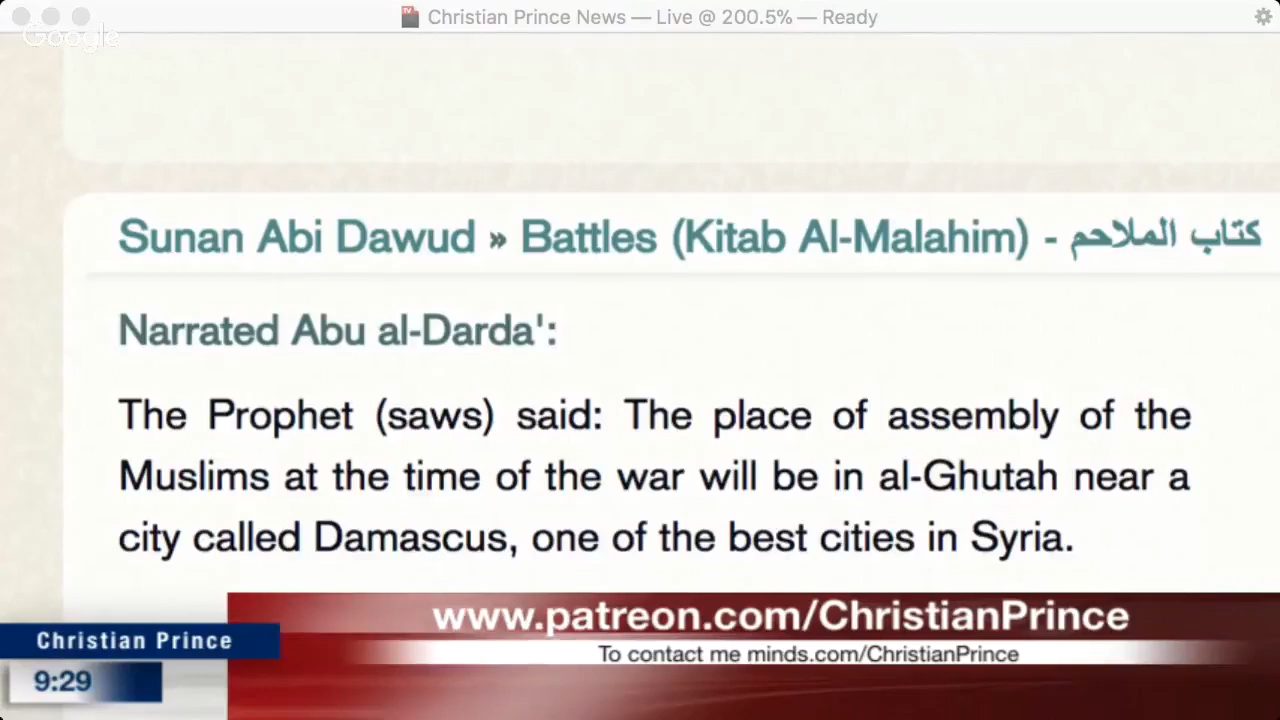 Christian Prince News — Live @ 200.5% — Ready
Google
Sunan Abi Dawud » Battles (Kitab Al-Malahim) - كتاب الملاحم
Narrated Abu al-Darda':
The Prophet (saws) said: The place of assembly of the
Muslims at the time of the war will be in al-Ghutah near a
city called Damascus, one of the best cities in Syria.
www.patreon.com/ChristianPrince
To contact me minds.com/ChristianPrince
Christian Prince
9:29